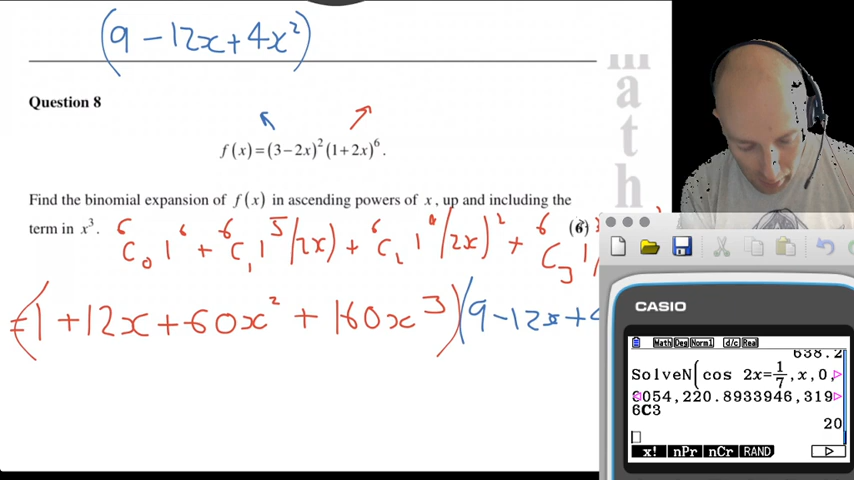 (9 - 12x + 4x²)
Question 8
f(x) = (3 − 2x)² (1 + 2x)⁶.
Find the binomial expansion of f(x) in ascending powers of x, up and including the
term in x³.
⁶C₀ 1⁶ + ⁶C₁ 1⁵ (2x) + ⁶C₂ 1⁴ (2x)² + ⁶C₃
= (1 + 12x + 60x² + 160x³)(9 - 12x +
m
a
t
h
CASIO
Math Deg Norm1 d/c Real
638.2
SolveN(cos 2x=1/7,x,0,
8054,220.8933946,319
6C3
20
x! nPr nCr RAND